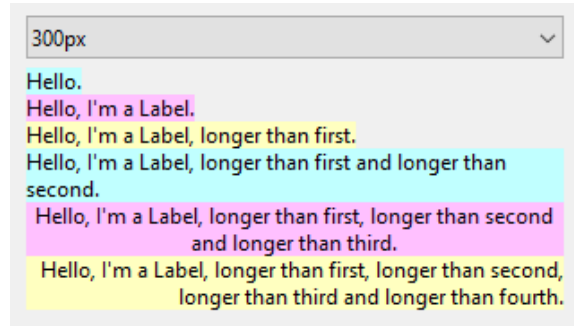 300px
Hello.
Hello, I'm a Label.
Hello, I'm a Label, longer than first.
Hello, I'm a Label, longer than first and longer than
second.
Hello, I'm a Label, longer than first, longer than second
and longer than third.
Hello, I'm a Label, longer than first, longer than second,
longer than third and longer than fourth.